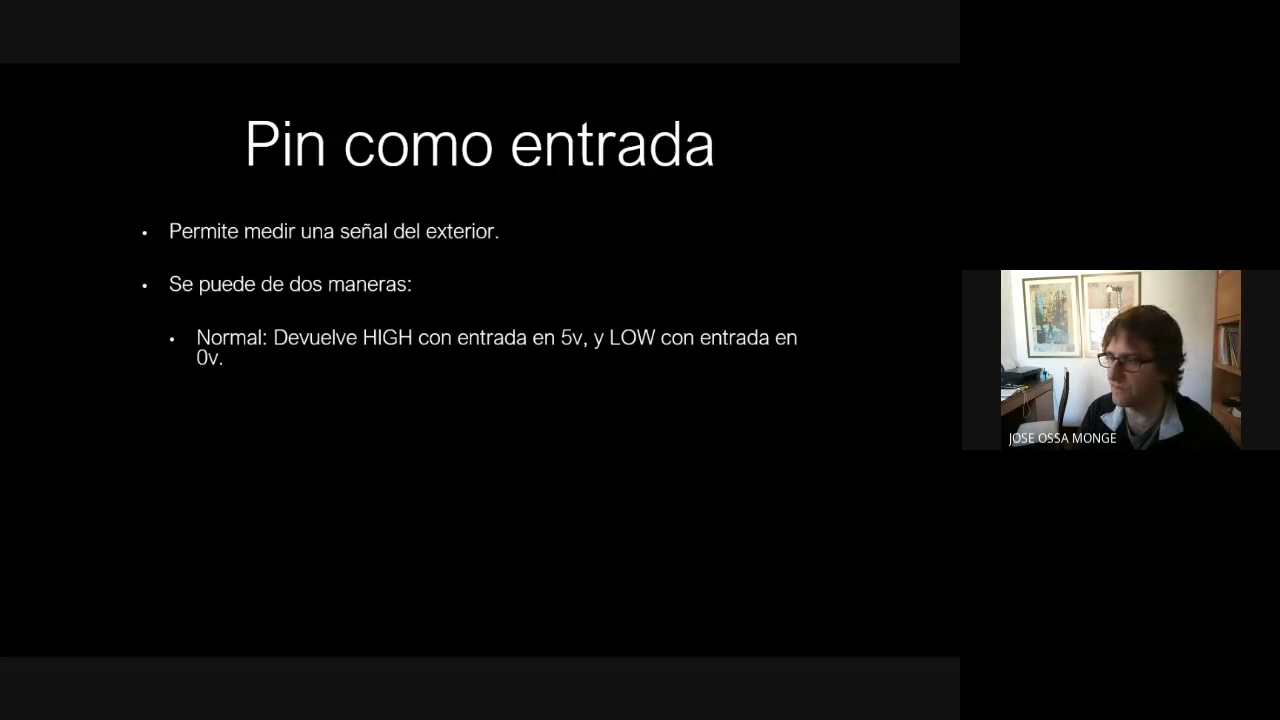 Pin como entrada
• Permite medir una señal del exterior.
• Se puede de dos maneras:
• Normal: Devuelve HIGH con entrada en 5v, y LOW con entrada en
0v.
JOSE OSSA MONGE